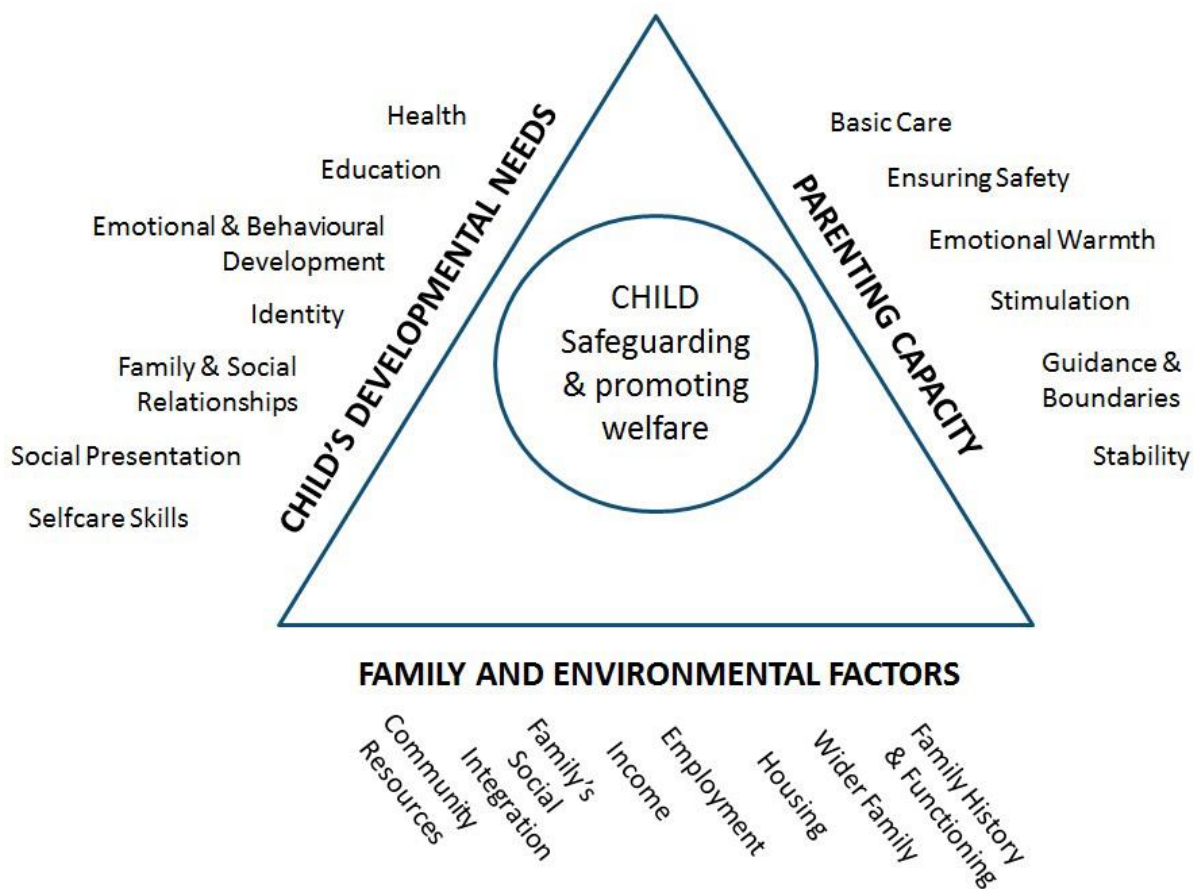 Health
Education
Emotional & Behavioural
Development
Identity
Family & Social
Relationships
Social Presentation
Selfcare Skills
CHILD'S DEVELOPMENTAL NEEDS
CHILD
Safeguarding
& promoting
welfare
PARENTING CAPACITY
Basic Care
Ensuring Safety
Emotional Warmth
Stimulation
Guidance &
Boundaries
Stability
FAMILY AND ENVIRONMENTAL FACTORS
Community
Resources
Family's
Social
Integration
Income
Employment
Housing
Wider Family
Family History
& Functioning